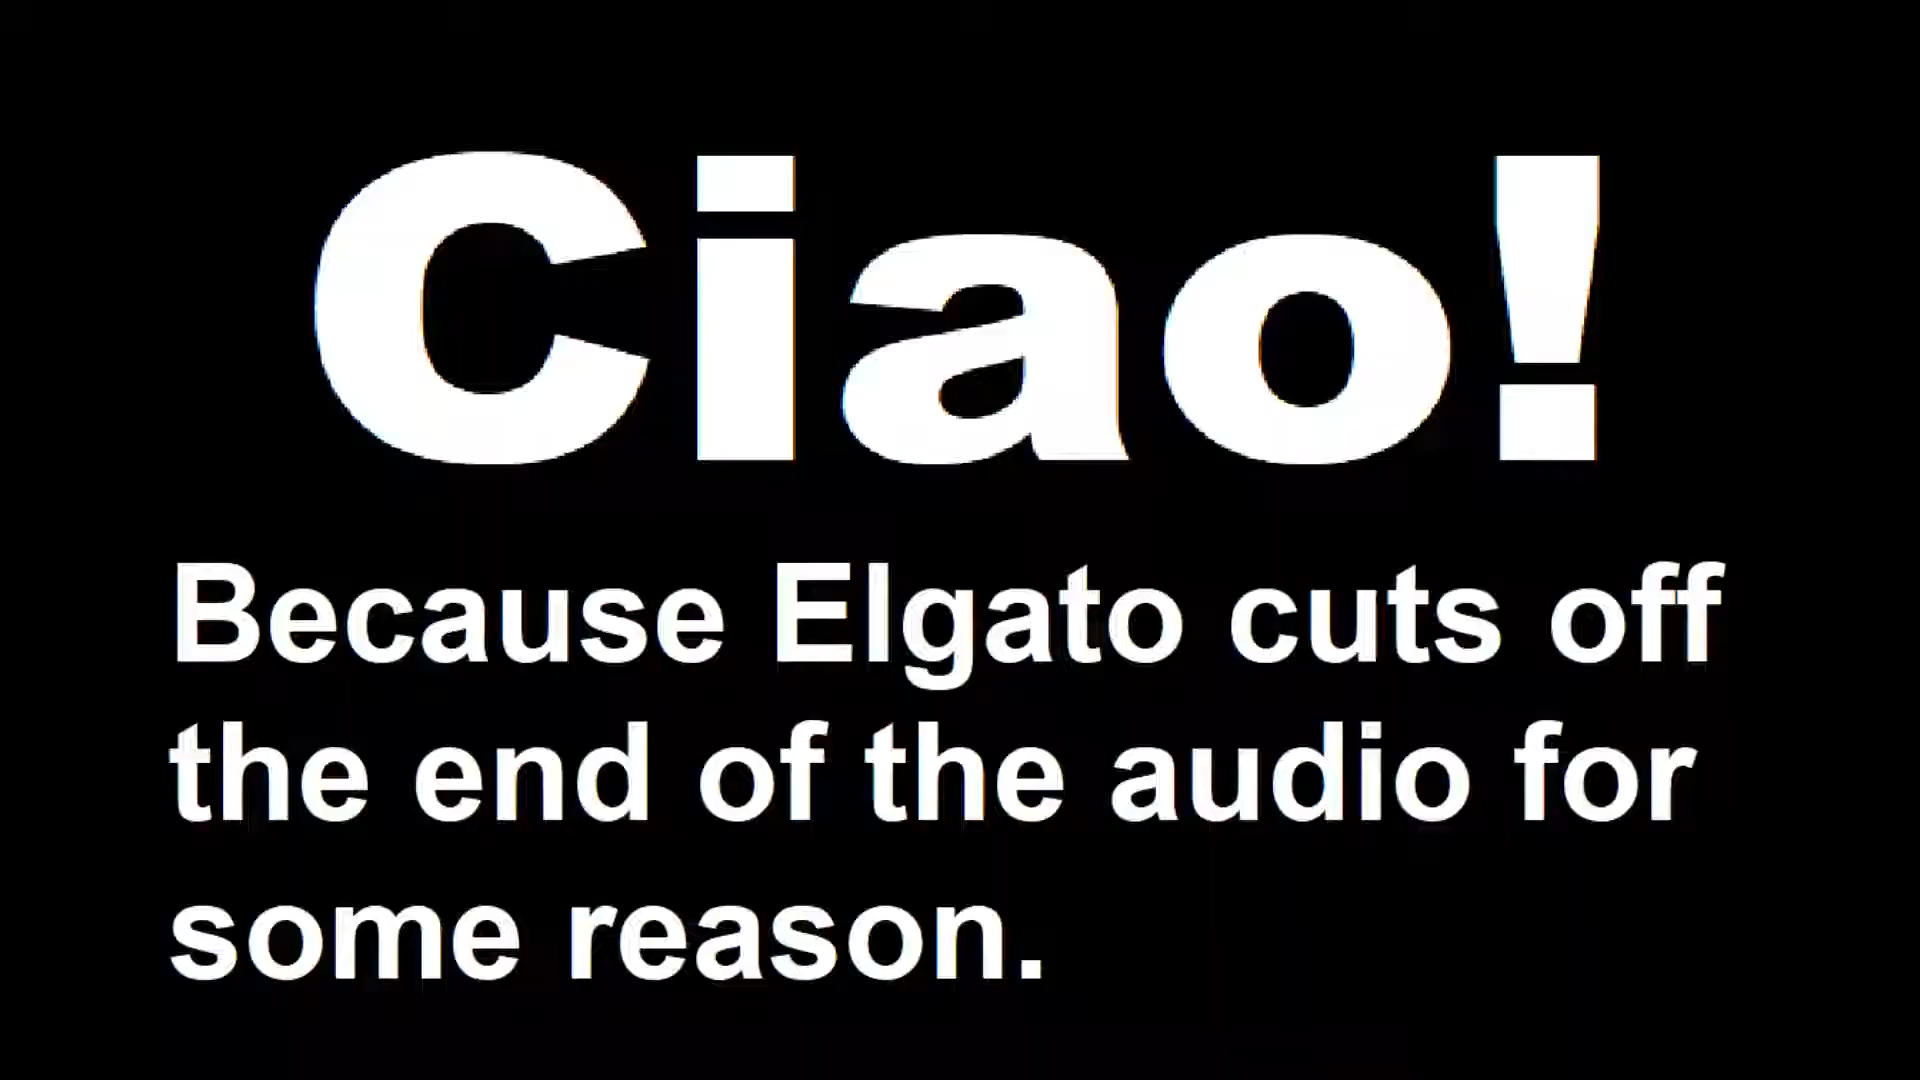 Ciao!
Because Elgato cuts off
the end of the audio for
some reason.